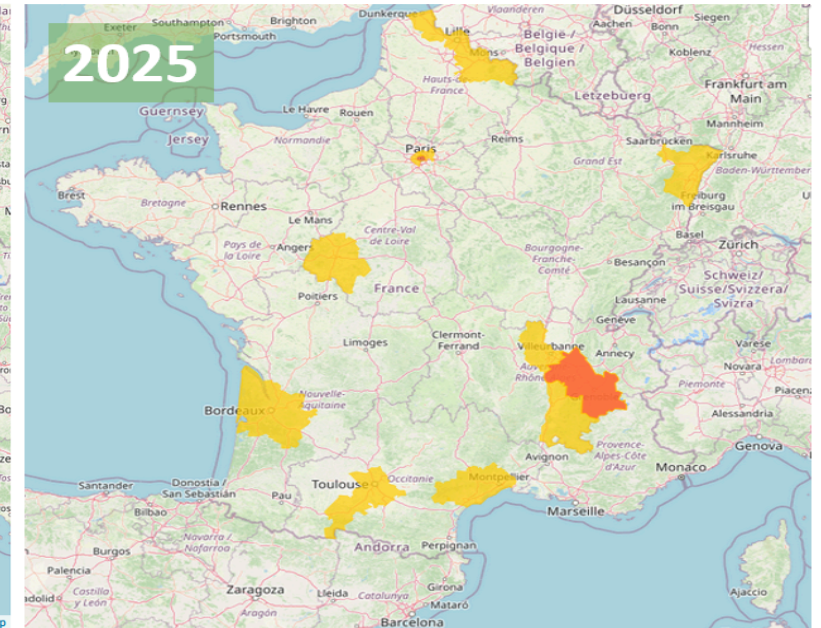 2025
Exeter
Southampton
Brighton
Portsmouth
Dunkerque
Vlaanderen
Düsseldorf
Lille
Aachen
Siegen
Bonn
België /
Belgique /
Belgien
Mons
Koblenz
Hessen
Hauts-de-
France
Lëtzebuerg
Frankfurt am
Main
Guernsey
Le Havre
Rouen
Mannheim
Jersey
Normandie
Paris
Reims
Saarbrücken
Karlsruhe
Grand Est
Baden-Württember
Brest
Bretagne
Rennes
Freiburg
im Breisgau
Le Mans
Centre-Val
de Loire
Basel
Zürich
Pays de
la Loire
Angers
Bourgogne-
Franche-
Comté
Besançon
Schweiz/
Suisse/Svizzera/
Svizra
Poitiers
France
Lausanne
Genève
Limoges
Clermont-
Ferrand
Villeurbanne
Annecy
Varese
Lombar
Novara
Piemonte
Piacen
Nouvelle-
Aquitaine
Bordeaux
Alessandria
Genova
Avignon
Provence-
Alpes-Côte
d'Azur
Monaco
Toulouse
Occitanie
Montpellier
Santander
Donostia /
San Sebastián
Pau
Marseille
Bilbao
Navarra /
Nafarroa
Andorra
Perpignan
Burgos
Palencia
Castilla
y León
Zaragoza
Lleida
Catalunya
Girona
Mataró
Aragón
Barcelona
Ajaccio